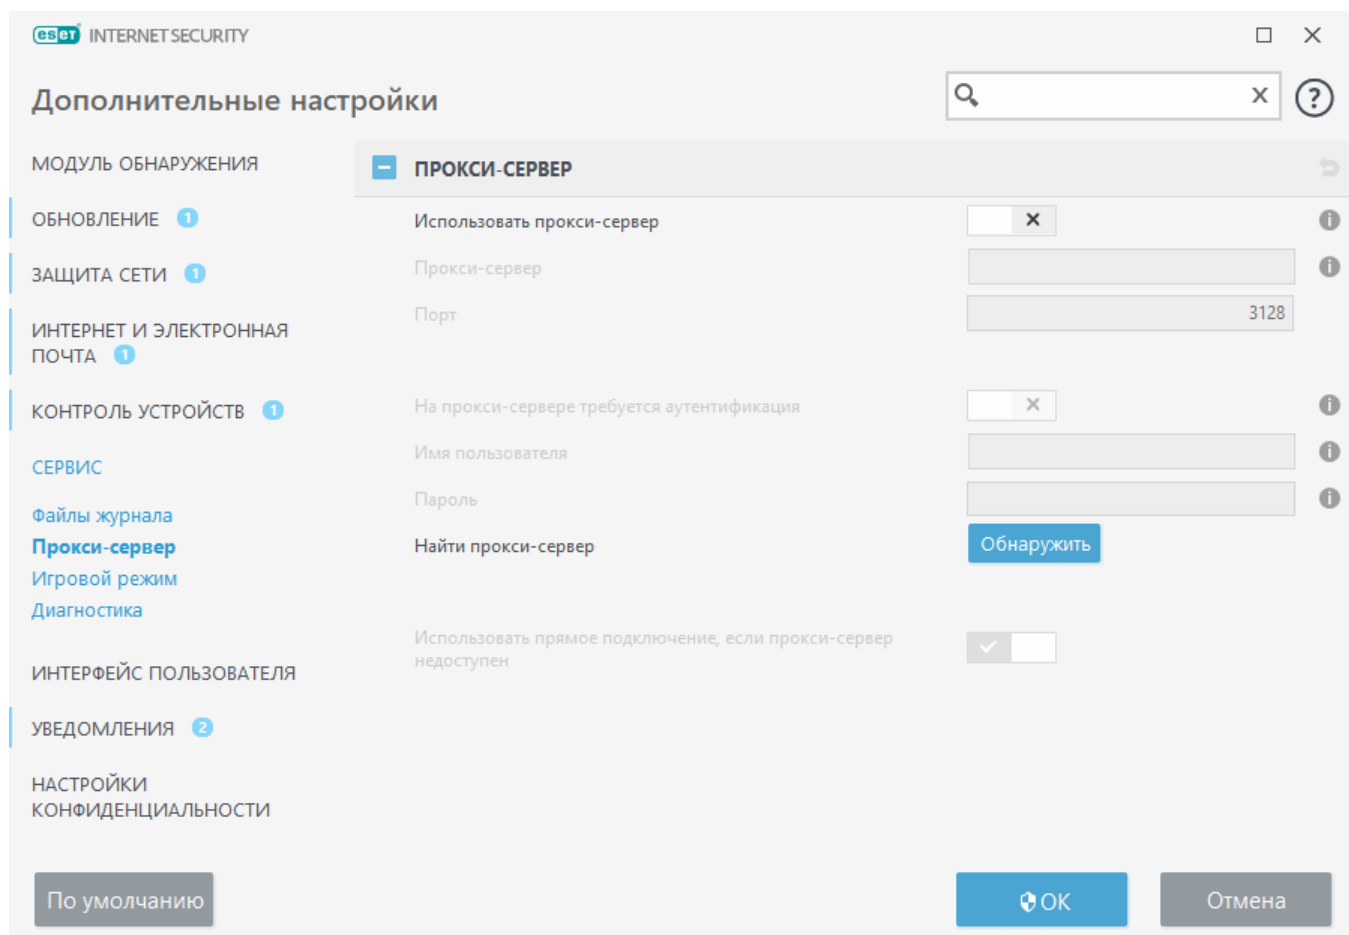 eset INTERNET SECURITY
Дополнительные настройки
X
?
МОДУЛЬ ОБНАРУЖЕНИЯ
ОБНОВЛЕНИЕ 1
ЗАЩИТА СЕТИ 1
ИНТЕРНЕТ И ЭЛЕКТРОННАЯ
ПОЧТА 1
КОНТРОЛЬ УСТРОЙСТВ 1
СЕРВИС
Файлы журнала
Прокси-сервер
Игровой режим
Диагностика
ИНТЕРФЕЙС ПОЛЬЗОВАТЕЛЯ
УВЕДОМЛЕНИЯ 2
НАСТРОЙКИ
КОНФИДЕНЦИАЛЬНОСТИ
ПРОКСИ-СЕРВЕР
Использовать прокси-сервер
Прокси-сервер
Порт 3128
На прокси-сервере требуется аутентификация
Имя пользователя
Пароль
Найти прокси-сервер Обнаружить
Использовать прямое подключение, если прокси-сервер
недоступен
По умолчанию
ОК
Отмена